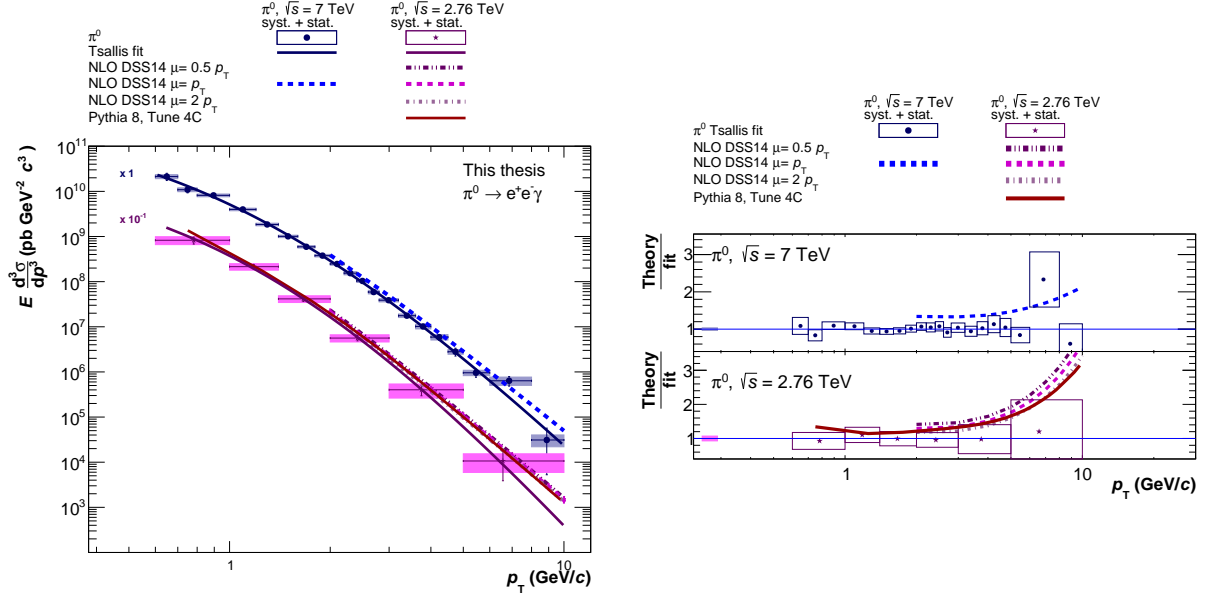 π⁰, √s = 7 TeV π⁰, √s = 2.76 TeV
syst. + stat. syst. + stat.
π⁰
Tsallis fit
NLO DSS14 μ= 0.5 p_T
NLO DSS14 μ= p_T
NLO DSS14 μ= 2 p_T
Pythia 8, Tune 4C
E d³σ/dp³ (pb GeV⁻² c³)
10¹¹
10¹⁰
10⁹
10⁸
10⁷
10⁶
10⁵
10⁴
10³
x 1
x 10⁻¹
This thesis
π⁰ → e⁺e⁻γ
1 10
p_T (GeV/c)
π⁰, √s = 7 TeV π⁰, √s = 2.76 TeV
syst. + stat. syst. + stat.
π⁰ Tsallis fit
NLO DSS14 μ= 0.5 p_T
NLO DSS14 μ= p_T
NLO DSS14 μ= 2 p_T
Pythia 8, Tune 4C
Theory
fit
3
2
1
π⁰, √s = 7 TeV
Theory
fit
3
2
1
π⁰, √s = 2.76 TeV
1 10
p_T (GeV/c)